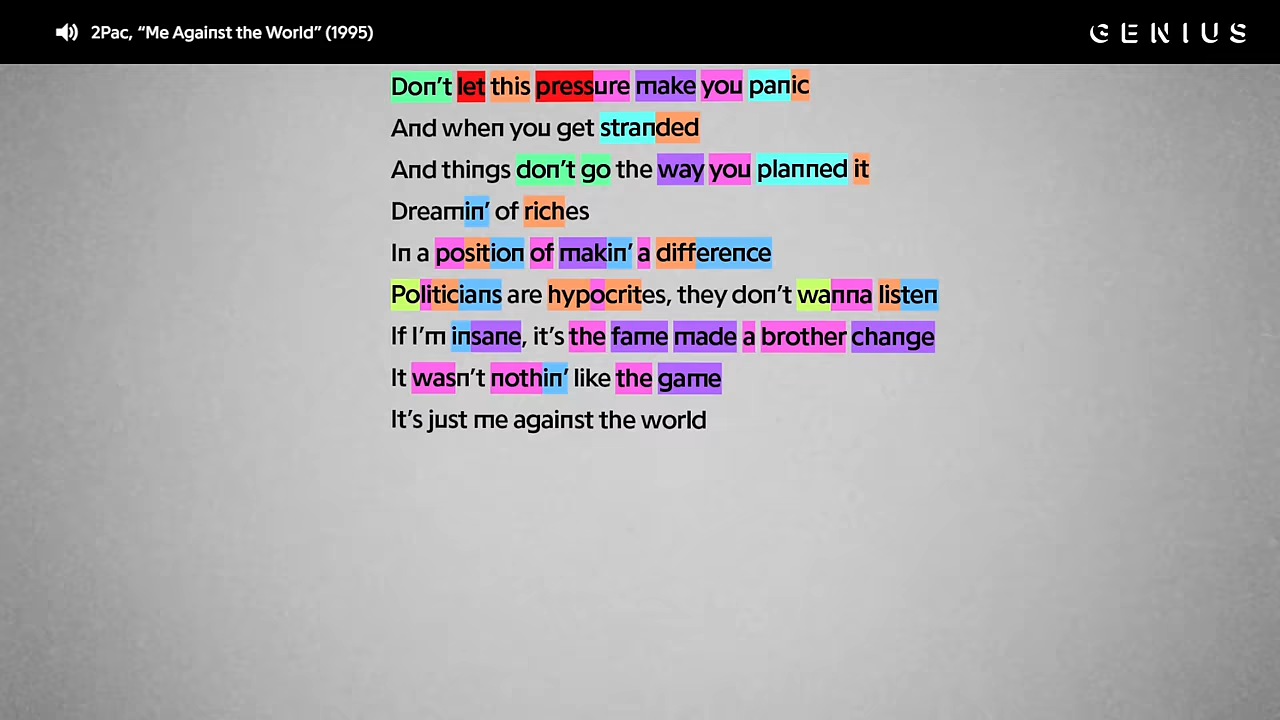 2Pac, “Me Against the World” (1995)
GENIUS
Don’t let this pressure make you panic
And when you get stranded
And things don’t go the way you planned it
Dreamin’ of riches
In a position of makin’ a difference
Politicians are hypocrites, they don’t wanna listen
If I’m insane, it’s the fame made a brother change
It wasn’t nothin’ like the game
It’s just me against the world